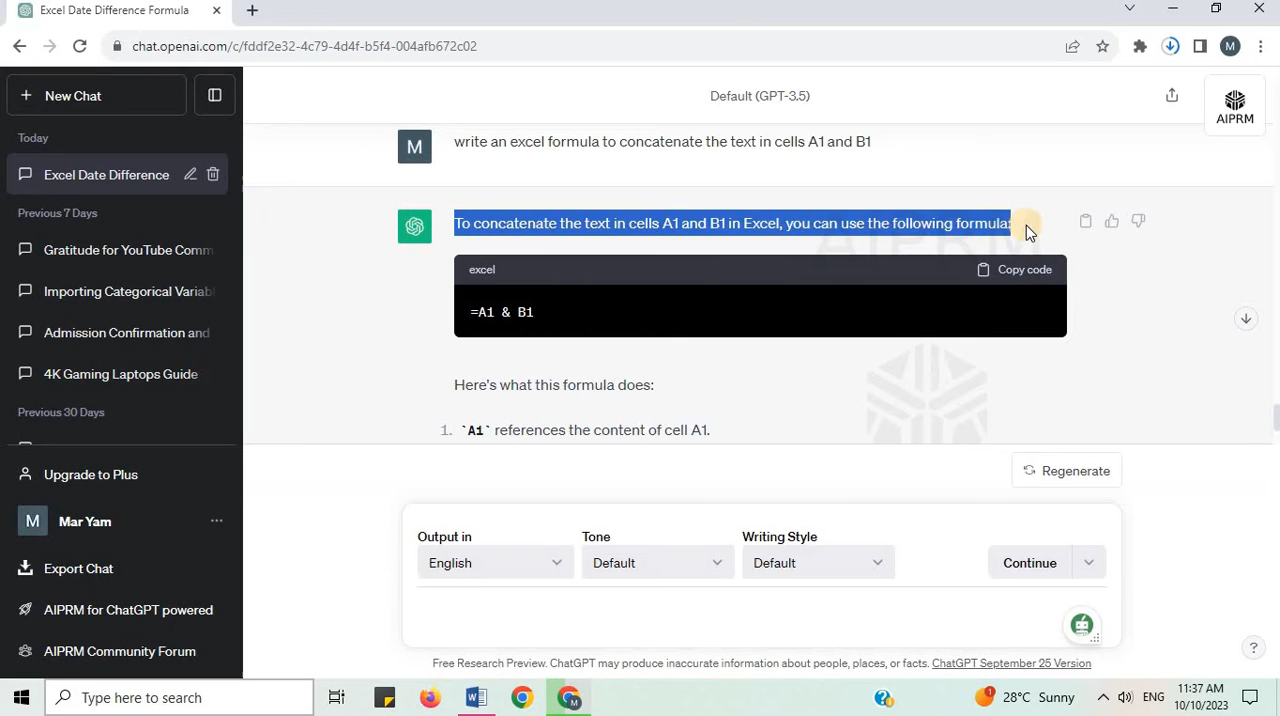 Excel Date Difference Formula
chat.openai.com/c/fddf2e32-4c79-4d4f-b5f4-004afb672c02
M
New Chat
Default (GPT-3.5)
AIPRM
Today
Excel Date Difference
Previous 7 Days
Gratitude for YouTube Comm
Importing Categorical Variab
Admission Confirmation and
4K Gaming Laptops Guide
Previous 30 Days
Upgrade to Plus
M
Mar Yam
Export Chat
AIPRM for ChatGPT powered
AIPRM Community Forum
M
write an excel formula to concatenate the text in cells A1 and B1
To concatenate the text in cells A1 and B1 in Excel, you can use the following formula:
AIPRM
excel
Copy code
=A1 & B1
Here's what this formula does:
1. `A1` references the content of cell A1.
Regenerate
Output in
Tone
Writing Style
English
Default
Default
Continue
Free Research Preview. ChatGPT may produce inaccurate information about people, places, or facts. ChatGPT September 25 Version
?
Type here to search
1
28°C Sunny
ENG
11:37 AM
10/10/2023